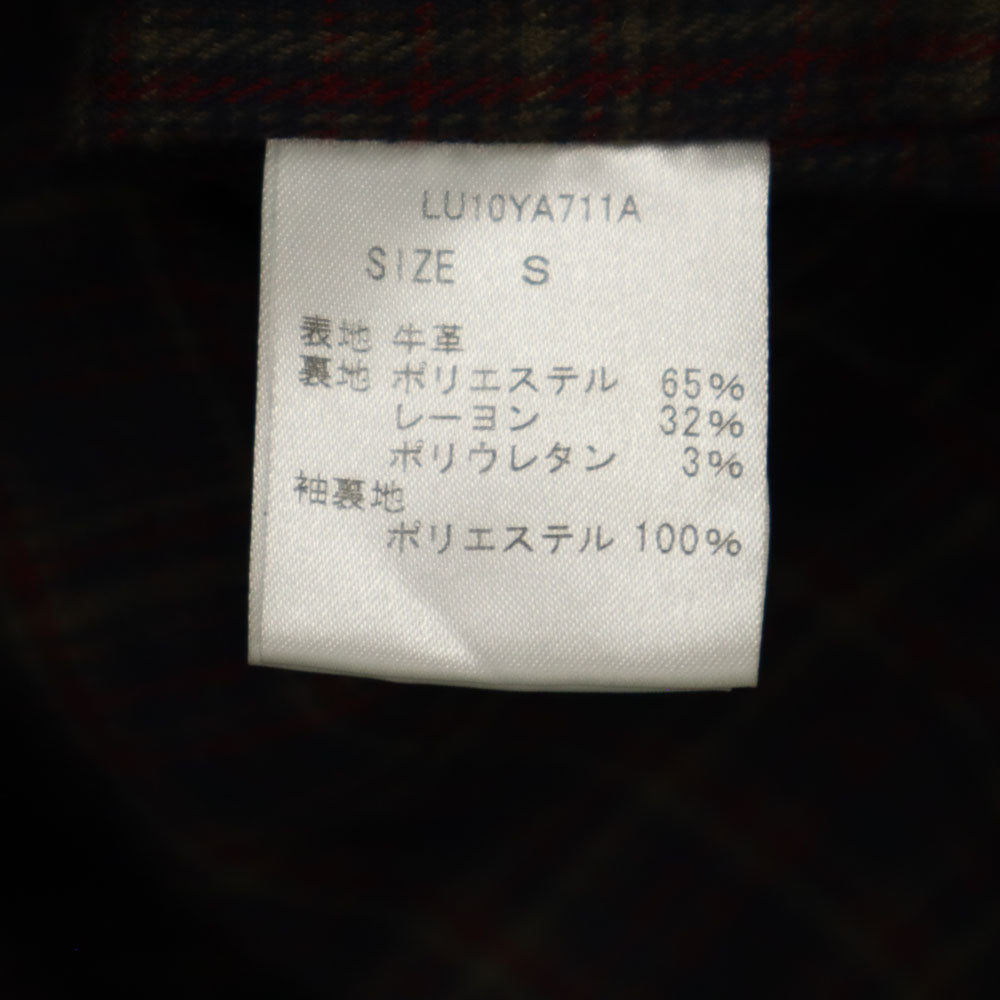 LU10YA711A
SIZE S
表地 牛革
裏地 ポリエステル 65%
レーヨン 32%
ポリウレタン 3%
袖裏地
ポリエステル 100%